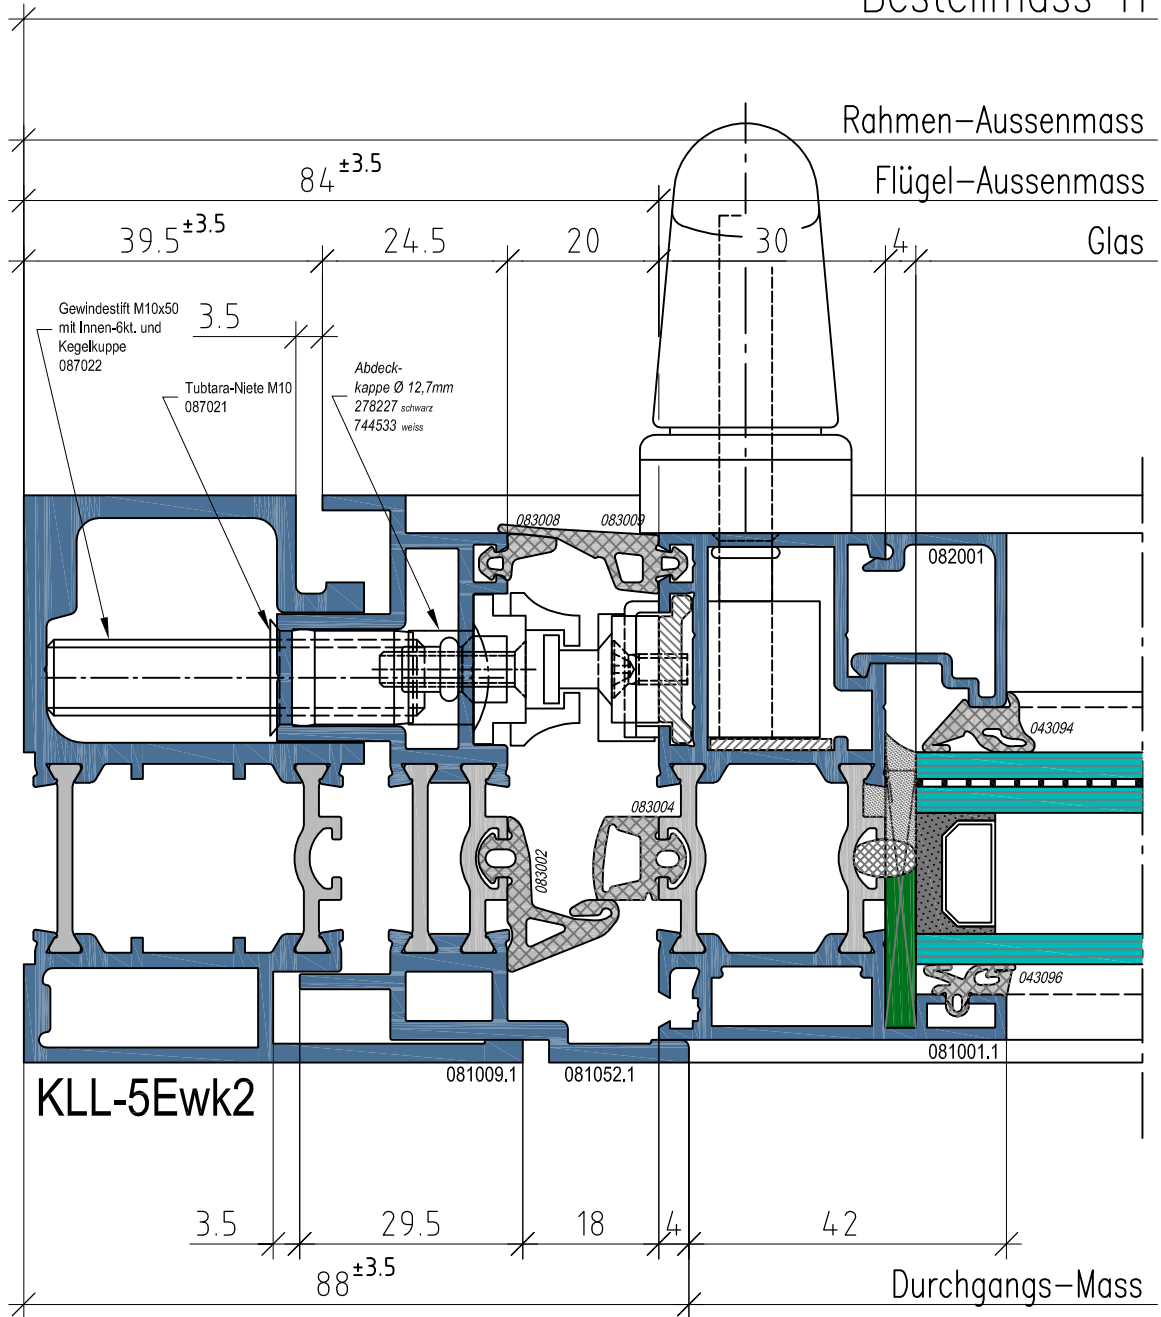 Bestellmass H
Rahmen-Aussenmass
84 ±3.5
Flügel-Aussenmass
39.5 ±3.5
24.5
20
30
4
Glas
Gewindestift M10x50
mit Innen-6kt. und
Kegelkuppe
087022
3.5
Tubtara-Niete M10
087021
Abdeck-
kappe Ø 12,7mm
278227 schwarz
744533 weiss
083008
083009
082001
043094
083004
083002
043096
081009.1
081052.1
081001.1
KLL-5Ewk2
3.5
29.5
18
4
42
88 ±3.5
Durchgangs-Mass